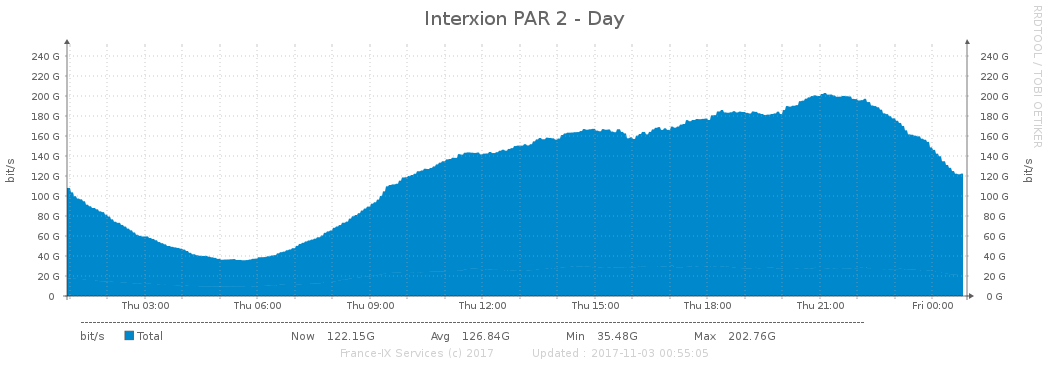 Interxion PAR 2 - Day
RRDTOOL / TOBI OETIKER
bit/s
240 G
220 G
200 G
180 G
160 G
140 G
120 G
100 G
80 G
60 G
40 G
20 G
0
240 G
220 G
200 G
180 G
160 G
140 G
120 G
100 G
80 G
60 G
40 G
20 G
0 G
bit/s
Thu 03:00 Thu 06:00 Thu 09:00 Thu 12:00 Thu 15:00 Thu 18:00 Thu 21:00 Fri 00:00
bit/s Total Now 122.15G Avg 126.84G Min 35.48G Max 202.76G
France-IX Services (c) 2017 Updated : 2017-11-03 00:55:05